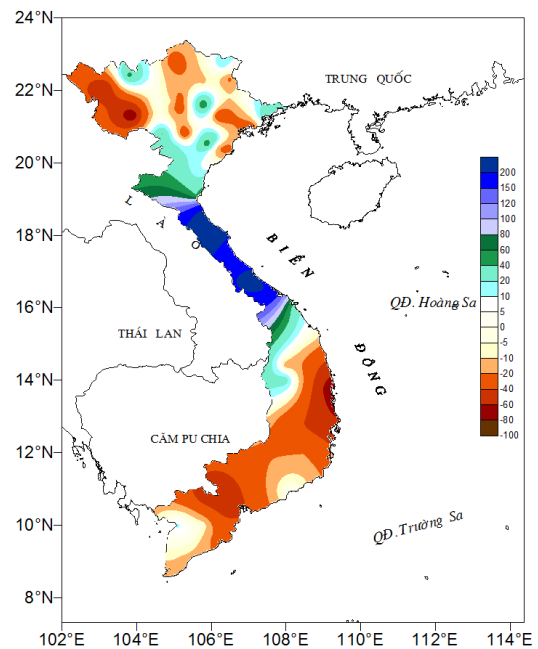 24°N
22°N
20°N
18°N
16°N
14°N
12°N
10°N
8°N
TRUNG QUỐC
LÀO
BIỂN
ĐÔNG
QĐ. Hoàng Sa
THÁI LAN
CĂM PU CHIA
QĐ. Trường Sa
200
150
120
100
80
60
40
20
10
5
0
-5
-10
-20
-40
-60
-80
-100
102°E 104°E 106°E 108°E 110°E 112°E 114°E